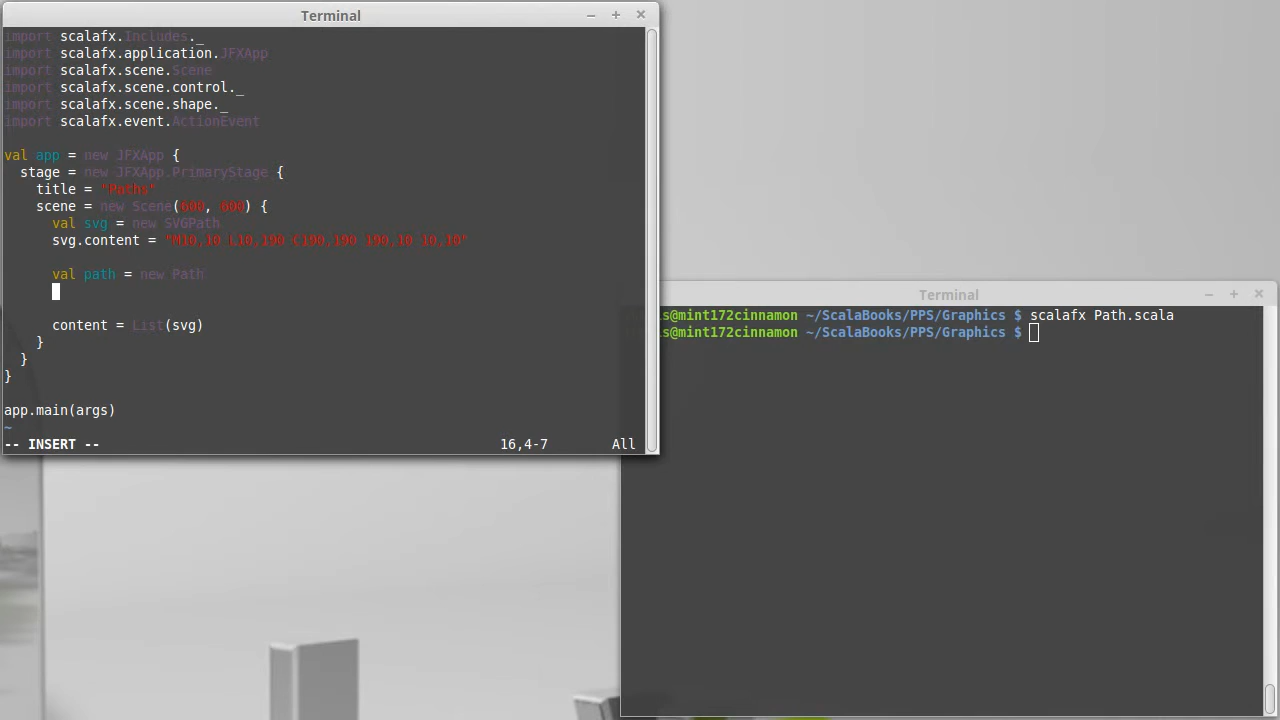 Terminal
import scalafx.Includes._
import scalafx.application.JFXApp
import scalafx.scene.Scene
import scalafx.scene.control._
import scalafx.scene.shape._
import scalafx.event.ActionEvent
val app = new JFXApp {
stage = new JFXApp.PrimaryStage {
title = "Paths"
scene = new Scene(600, 600) {
val svg = new SVGPath
svg.content = "M10,10 L10,190 C190,190 190,10 10,10"
val path = new Path
content = List(svg)
}
}
}
app.main(args)
~
-- INSERT -- 16,4-7 All
Terminal
s@mint172cinnamon ~/ScalaBooks/PPS/Graphics $ scalafx Path.scala
s@mint172cinnamon ~/ScalaBooks/PPS/Graphics $